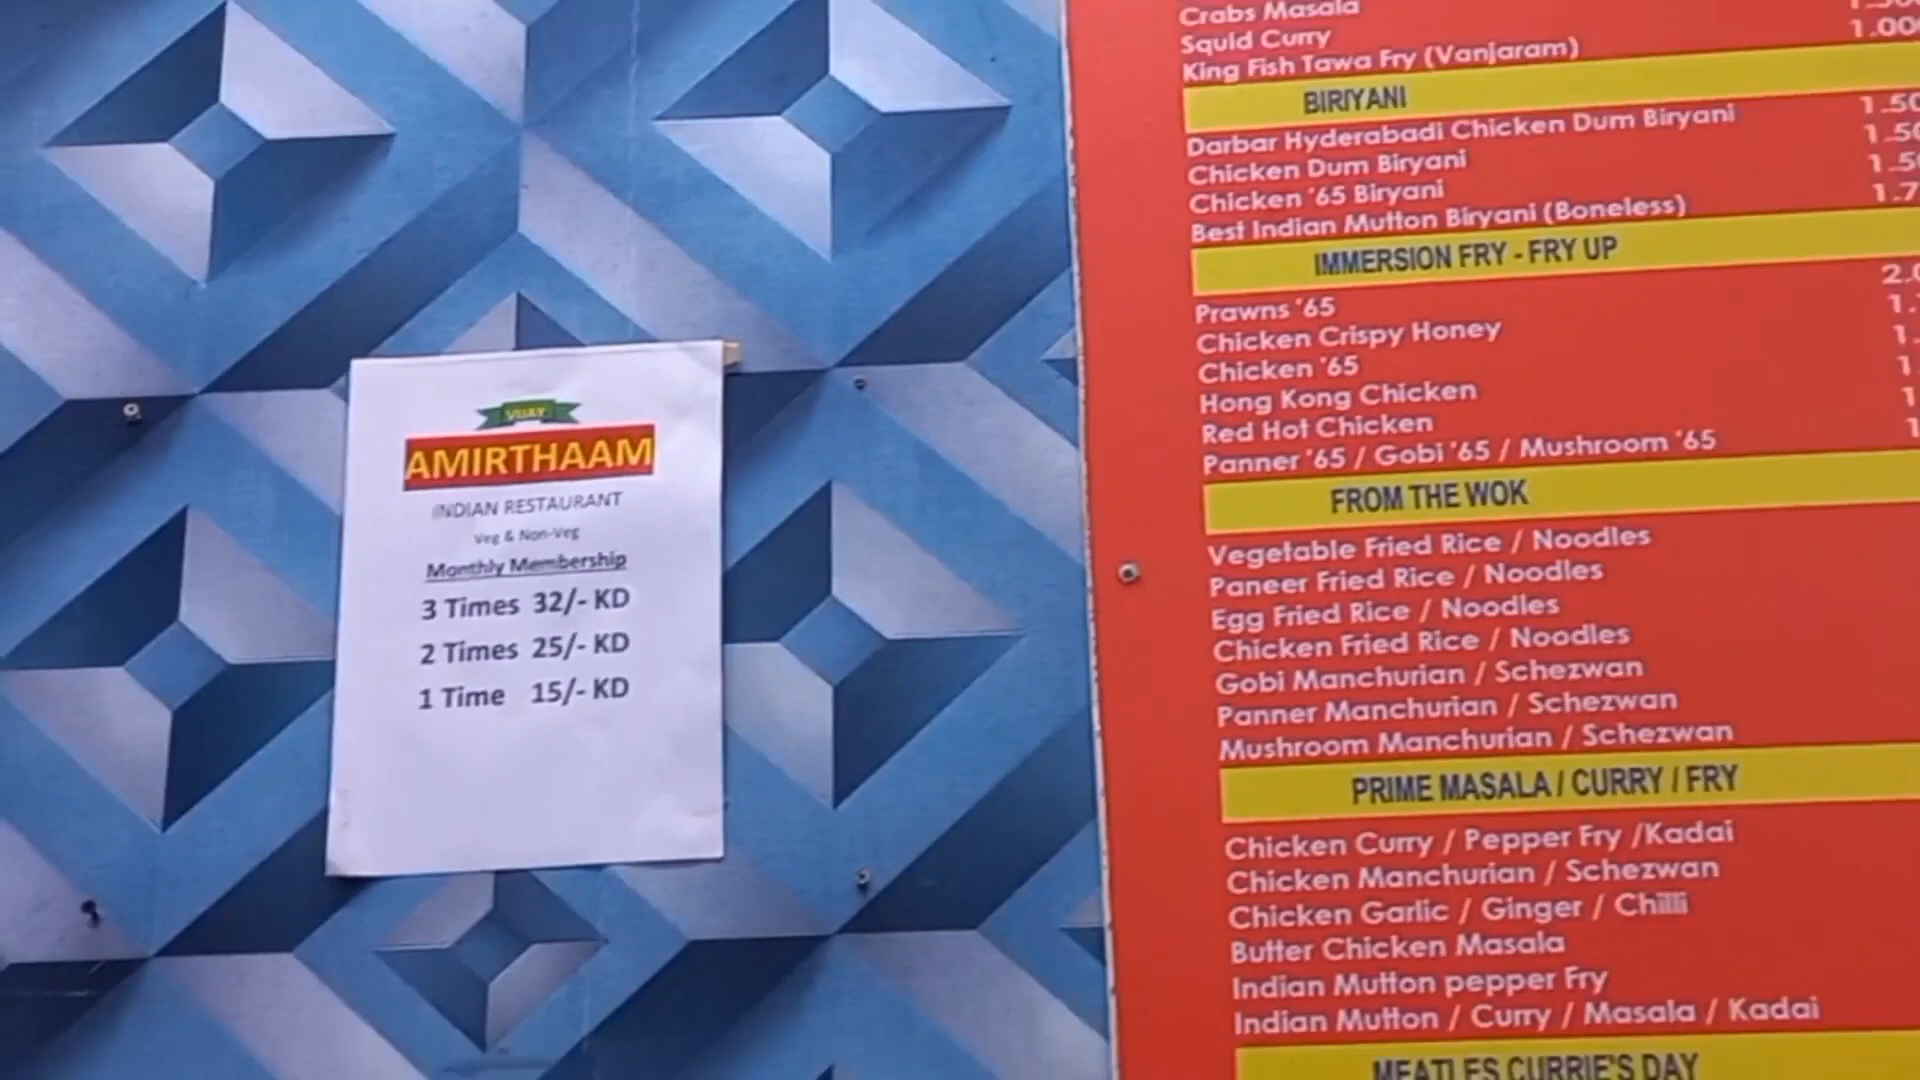 VIJAY
AMIRTHAAM
INDIAN RESTAURANT
Veg & Non-Veg
Monthly Membership
3 Times 32/- KD
2 Times 25/- KD
1 Time 15/- KD
Crabs Masala
Squid Curry
King Fish Tawa Fry (Vanjaram)
BIRIYANI
Darbar Hyderabadi Chicken Dum Biryani
Chicken Dum Biryani
Chicken '65 Biryani
Best Indian Mutton Biryani (Boneless)
IMMERSION FRY - FRY UP
Prawns '65
Chicken Crispy Honey
Chicken '65
Hong Kong Chicken
Red Hot Chicken
Panner '65 / Gobi '65 / Mushroom '65
FROM THE WOK
Vegetable Fried Rice / Noodles
Paneer Fried Rice / Noodles
Egg Fried Rice / Noodles
Chicken Fried Rice / Noodles
Gobi Manchurian / Schezwan
Panner Manchurian / Schezwan
Mushroom Manchurian / Schezwan
PRIME MASALA / CURRY / FRY
Chicken Curry / Pepper Fry /Kadai
Chicken Manchurian / Schezwan
Chicken Garlic / Ginger / Chilli
Butter Chicken Masala
Indian Mutton pepper Fry
Indian Mutton / Curry / Masala / Kadai
MEATLES CURRIE'S DAY